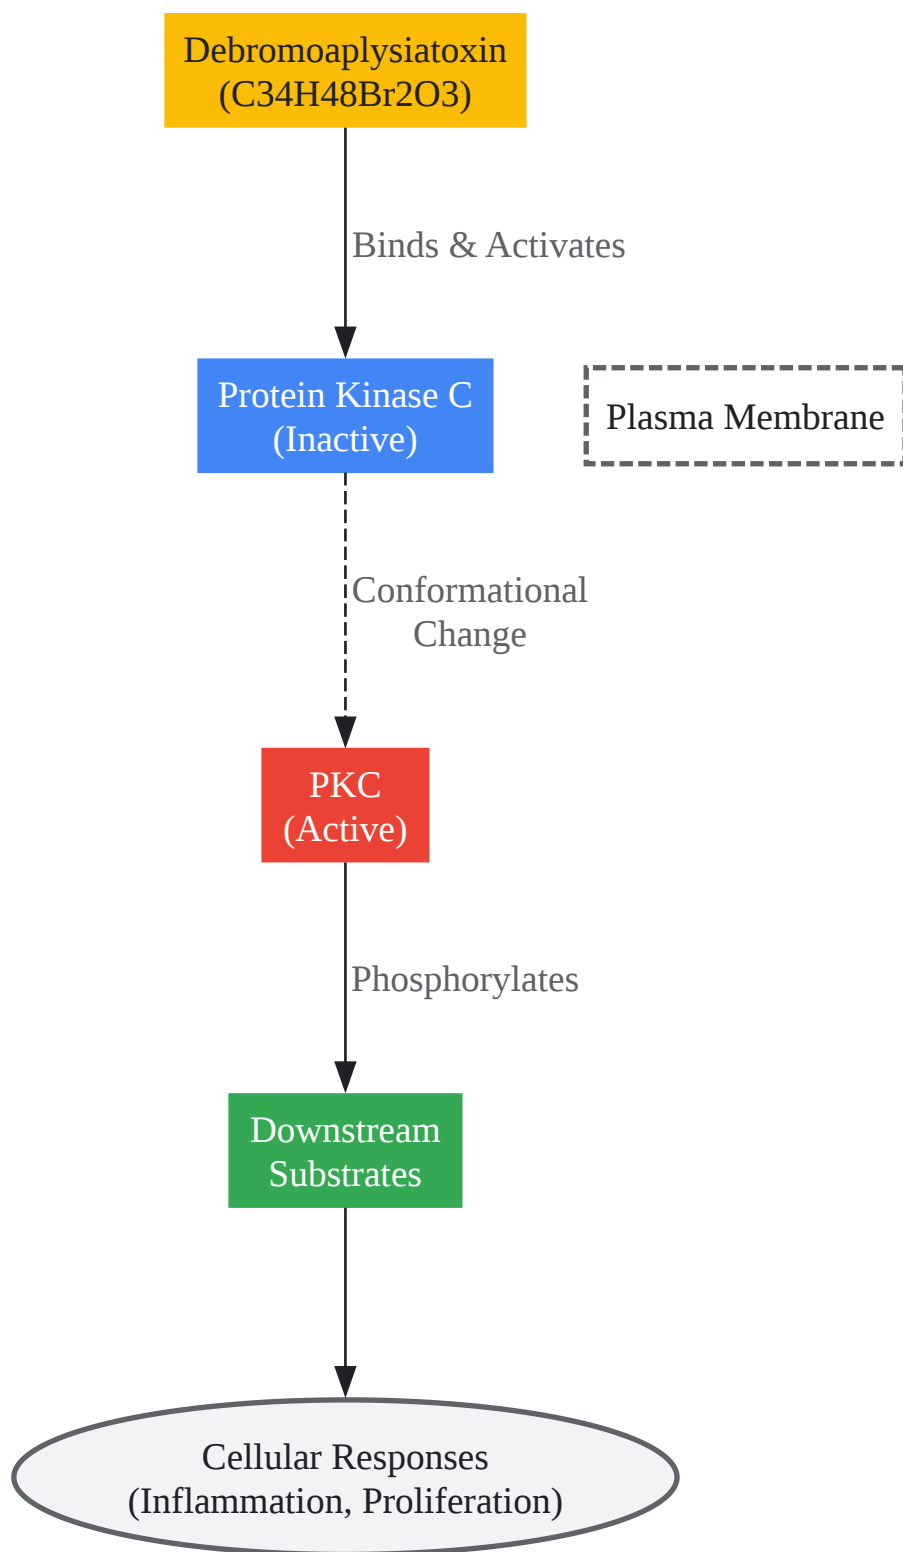 Debromoaplysiatoxin
(C34H48Br2O3)
Binds & Activates
Protein Kinase C
(Inactive)
Plasma Membrane
Conformational
Change
PKC
(Active)
Phosphorylates
Downstream
Substrates
Cellular Responses
(Inflammation, Proliferation)